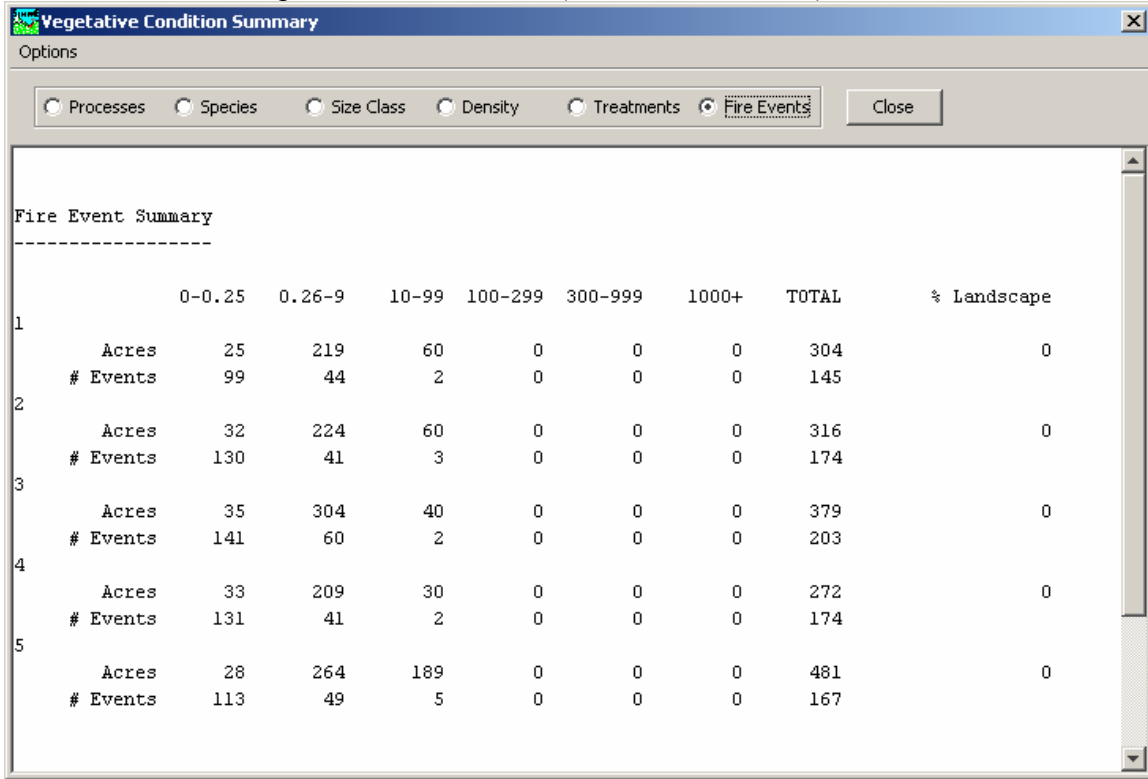 Vegetative Condition Summary
Options
Processes Species Size Class Density Treatments Fire Events Close
Fire Event Summary
------------------
0-0.25 0.26-9 10-99 100-299 300-999 1000+ TOTAL % Landscape
1
Acres 25 219 60 0 0 0 304 0
# Events 99 44 2 0 0 0 145
2
Acres 32 224 60 0 0 0 316 0
# Events 130 41 3 0 0 0 174
3
Acres 35 304 40 0 0 0 379 0
# Events 141 60 2 0 0 0 203
4
Acres 33 209 30 0 0 0 272 0
# Events 131 41 2 0 0 0 174
5
Acres 28 264 189 0 0 0 481 0
# Events 113 49 5 0 0 0 167